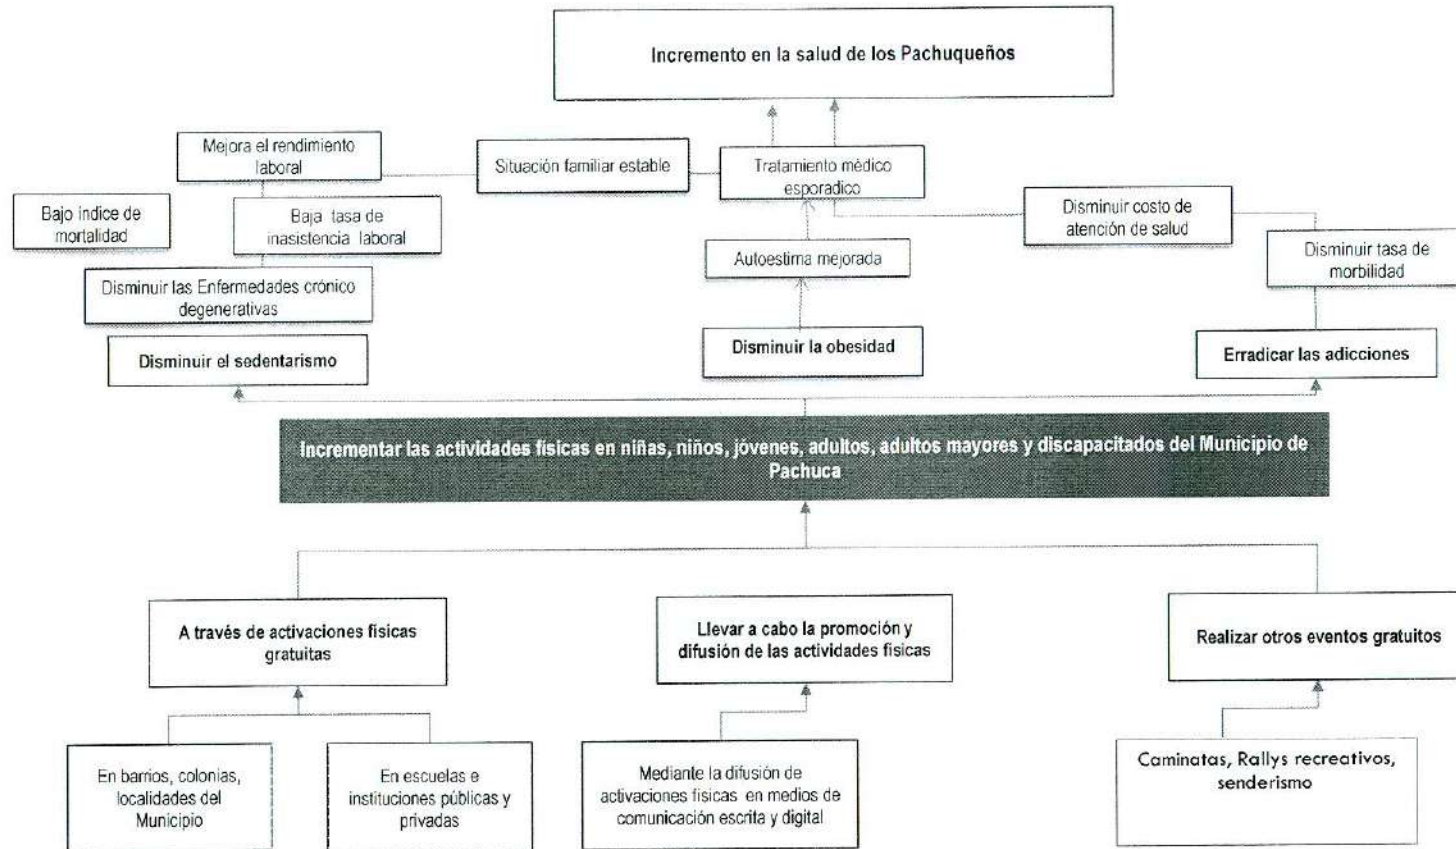 Incremento en la salud de los Pachuqueños
Mejora el rendimiento
laboral
Situación familiar estable
Tratamiento médico
esporadico
Bajo índice de
mortalidad
Baja tasa de
inasistencia laboral
Disminuir costo de
atención de salud
Autoestima mejorada
Disminuir tasa de
morbilidad
Disminuir las Enfermedades crónico
degenerativas
Disminuir el sedentarismo
Disminuir la obesidad
Erradicar las adicciones
Incrementar las actividades físicas en niñas, niños, jóvenes, adultos, adultos mayores y discapacitados del Municipio de
Pachuca
A través de activaciones físicas
gratuitas
Llevar a cabo la promoción y
difusión de las actividades físicas
Realizar otros eventos gratuitos
En barrios, colonias,
localidades del
Municipio
En escuelas e
instituciones públicas y
privadas
Mediante la difusión de
activaciones físicas en medios de
comunicación escrita y digital
Caminatas, Rallys recreativos,
senderismo